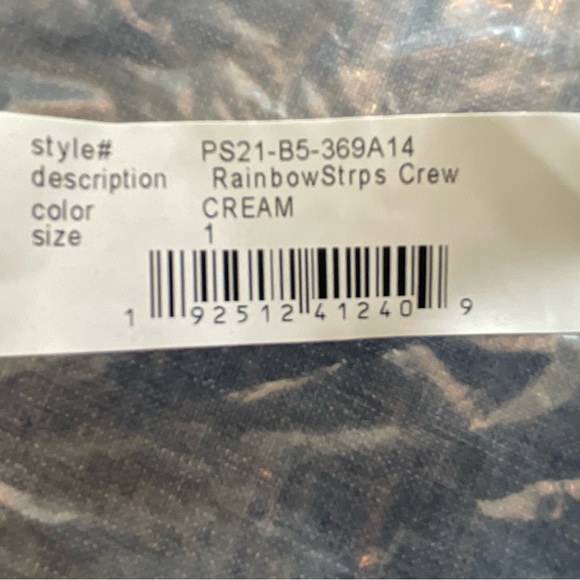 style# PS21-B5-369A14
description RainbowStrps Crew
color CREAM
size 1
1 92512 41240 9